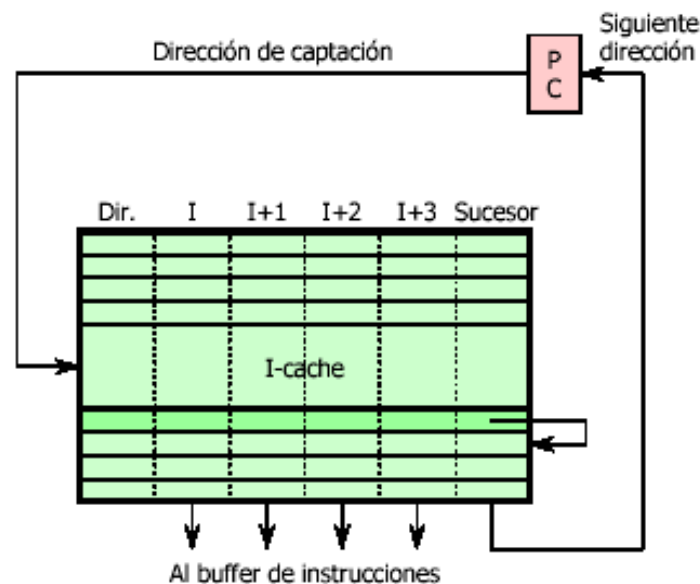 Siguiente
dirección
Dirección de captación
P
C
Dir. I I+1 I+2 I+3 Sucesor
I-cache
Al buffer de instrucciones